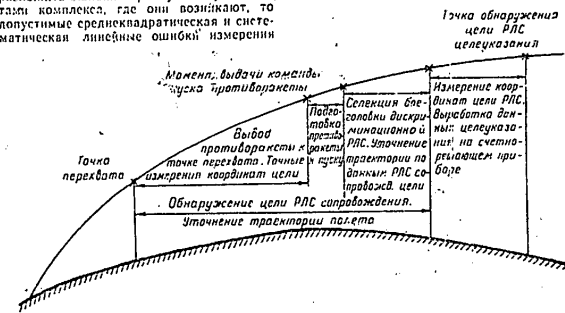 тами комплекса, где они возникают, то
допустимые среднеквадратическая и систе-
матическая линейные ошибки измерения
Точка обнаружения
цели РЛС
целеуказания
Момент выдачи команды
пуска противоракеты
Точка
перехвата
Вывод
противоракеты к
точке перехвата. Точные
измерения координат цели
Подго-
товка
противо-
ракеты
к пуску
Селекция бое-
головки дискри-
минационной
РЛС. Уточнение
траектории по
данным РЛС со-
провожд. цели
Измерение коор-
динат цели РЛС.
Выработка дан-
ных целеуказа-
ния на счетно-
решающем при-
боре
Обнаружение цели РЛС сопровождения.
Уточнение траектории полета